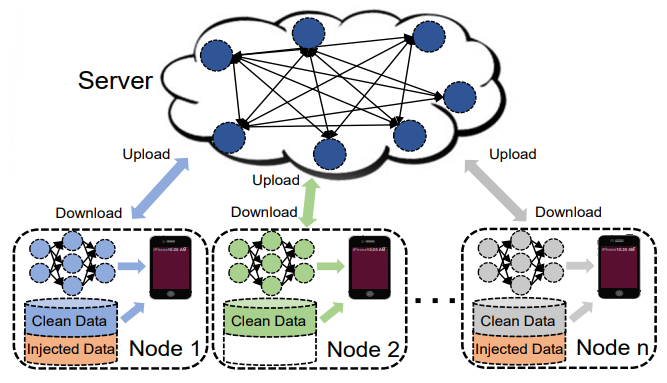 Server
Upload
Upload
Upload
Download
Download
Download
Clean Data
Injected Data
Node 1
Clean Data
Node 2
...
Clean Data
Injected Data
Node n